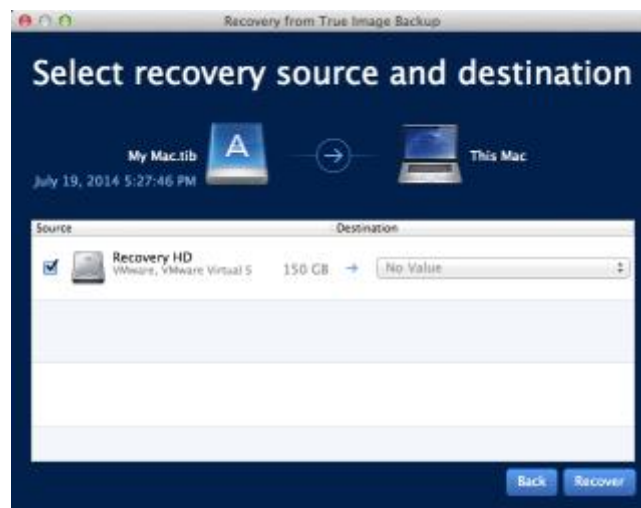 Recovery from True Image Backup
Select recovery source and destination
My Mac.tib
This Mac
July 19, 2014 5:27:46 PM
Source Destination
Recovery HD
VMware, VMware Virtual S 150 GB No Value
Back Recover